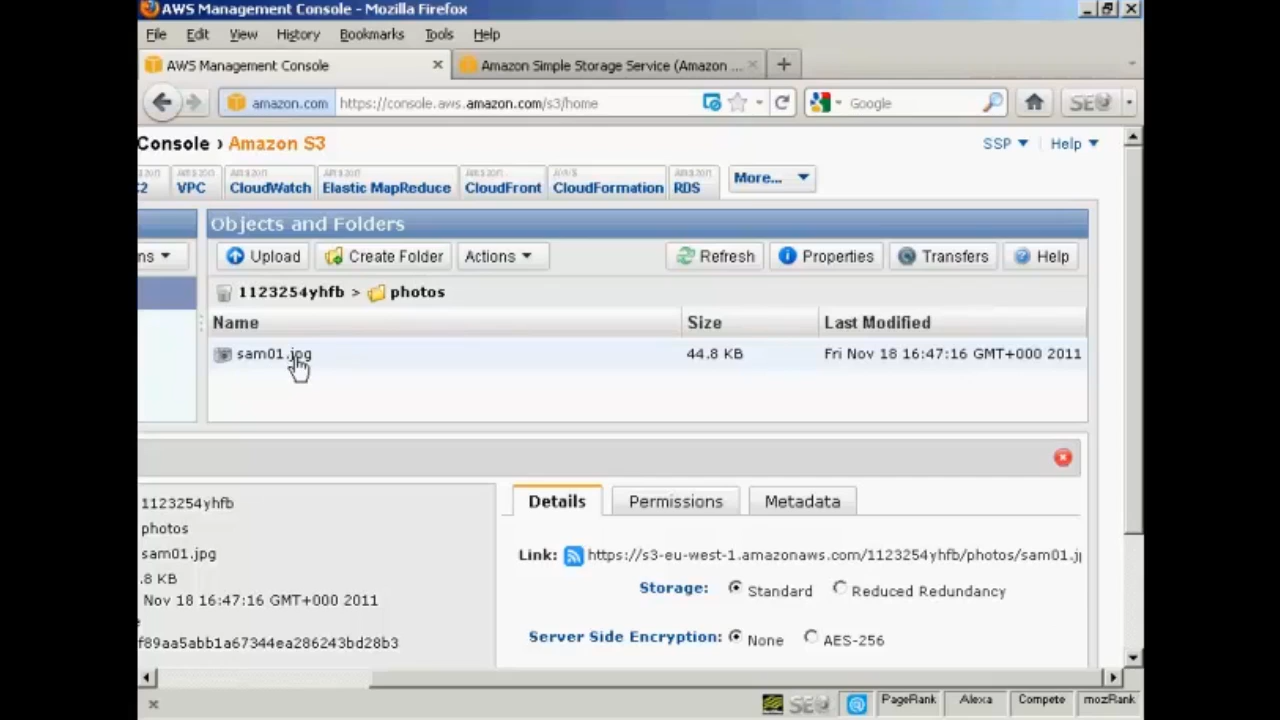 AWS Management Console - Mozilla Firefox
File Edit View History Bookmarks Tools Help
AWS Management Console
Amazon Simple Storage Service (Amazon ...
amazon.com https://console.aws.amazon.com/s3/home
Google
Console › Amazon S3
SSP Help
VPC CloudWatch Elastic MapReduce CloudFront CloudFormation RDS More...
Objects and Folders
Upload Create Folder Actions Refresh Properties Transfers Help
1123254yhfb > photos
Name Size Last Modified
sam01.jpg 44.8 KB Fri Nov 18 16:47:16 GMT+000 2011
1123254yhfb
photos
sam01.jpg
.8 KB
Nov 18 16:47:16 GMT+000 2011
f89aa5abb1a67344ea286243bd28b3
Details Permissions Metadata
Link: https://s3-eu-west-1.amazonaws.com/1123254yhfb/photos/sam01.j
Storage: Standard Reduced Redundancy
Server Side Encryption: None AES-256
PageRank Alexa Compete mozRank